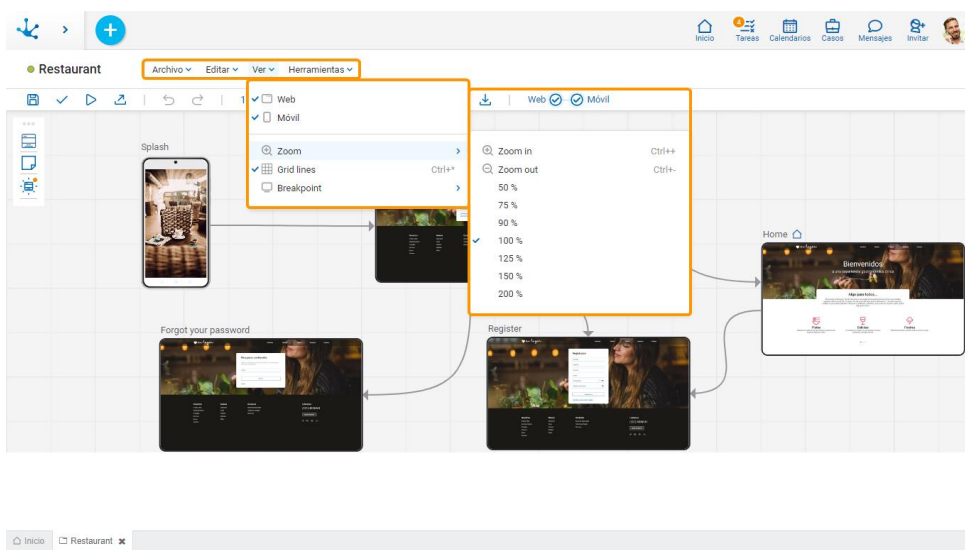 4
Inicio Tareas Calendarios Casos Mensajes Invitar
Restaurant
Archivo Editar Ver Herramientas
1
Web
Móvil
Zoom
Grid lines Ctrl+*
Breakpoint
Web Móvil
Zoom in Ctrl++
Zoom out Ctrl+-
50 %
75 %
90 %
100 %
125 %
150 %
200 %
Splash
Home
Bienvenidos
Forgot your password
Register
Inicio Restaurant